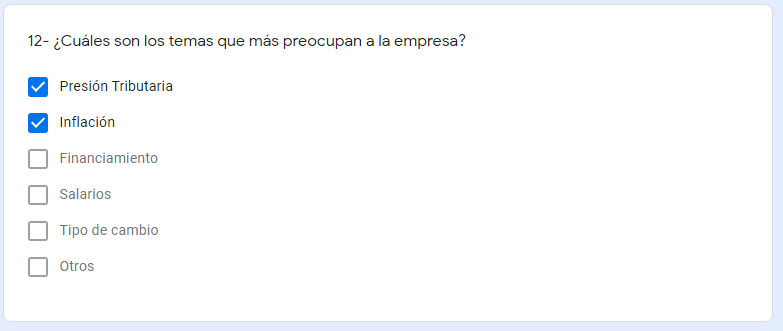 12- ¿Cuáles son los temas que más preocupan a la empresa?
Presión Tributaria
Inflación
Financiamiento
Salarios
Tipo de cambio
Otros